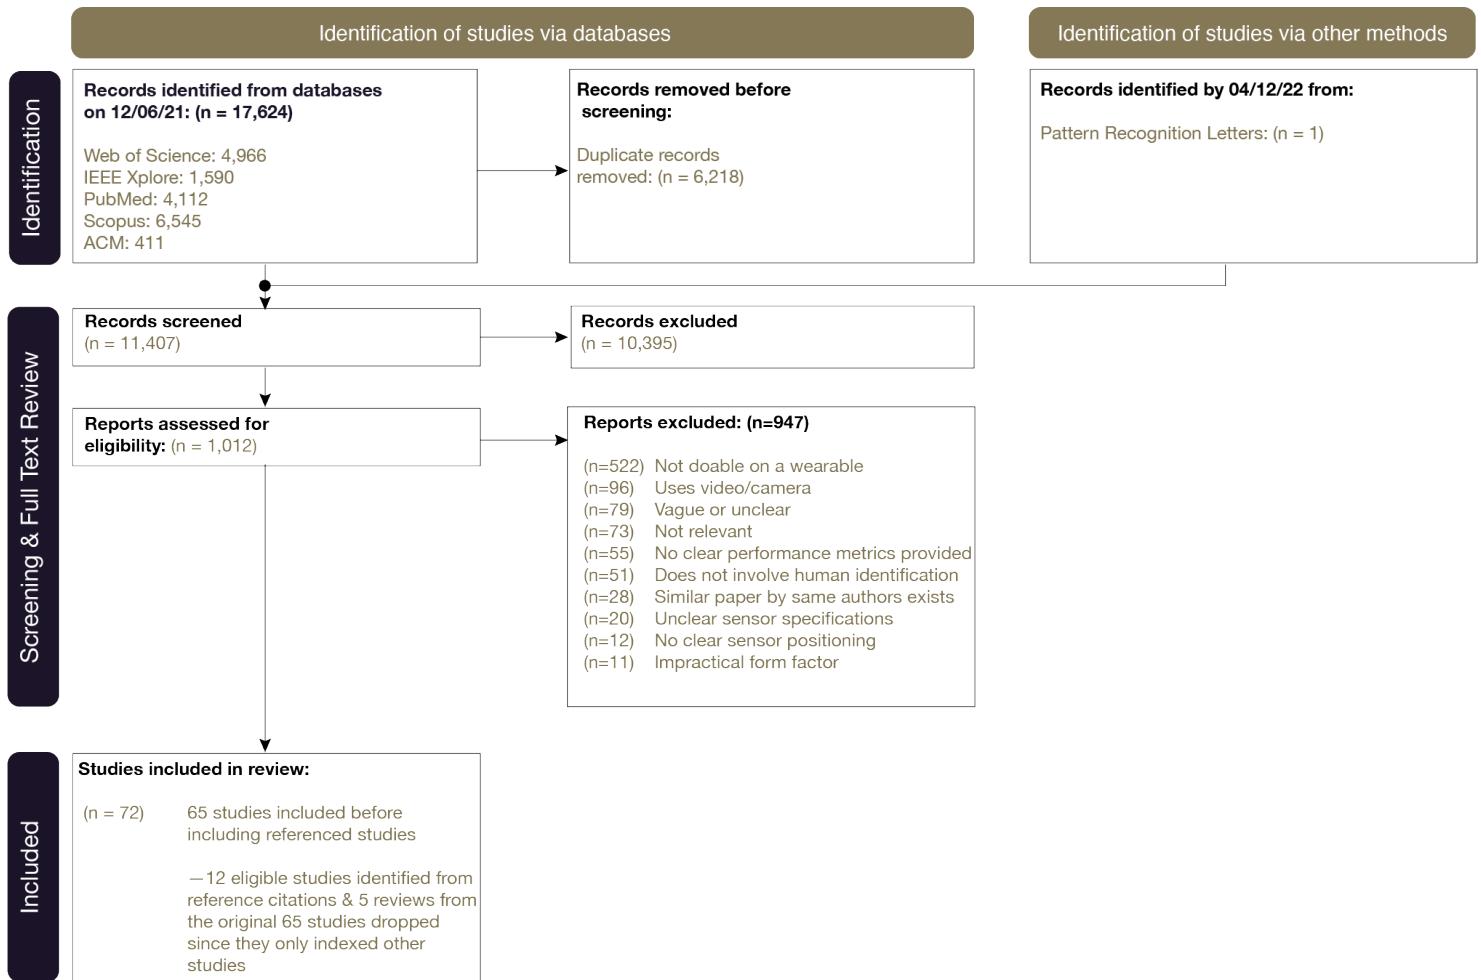 Identification of studies via databases
Identification of studies via other methods
Identification
Records identified from databases
on 12/06/21: (n = 17,624)
Web of Science: 4,966
IEEE Xplore: 1,590
PubMed: 4,112
Scopus: 6,545
ACM: 411
Records removed before
screening:
Duplicate records
removed: (n = 6,218)
Records identified by 04/12/22 from:
Pattern Recognition Letters: (n = 1)
Screening & Full Text Review
Records screened
(n = 11,407)
Records excluded
(n = 10,395)
Reports assessed for
eligibility: (n = 1,012)
Reports excluded: (n=947)
(n=522) Not doable on a wearable
(n=96) Uses video/camera
(n=79) Vague or unclear
(n=73) Not relevant
(n=55) No clear performance metrics provided
(n=51) Does not involve human identification
(n=28) Similar paper by same authors exists
(n=20) Unclear sensor specifications
(n=12) No clear sensor positioning
(n=11) Impractical form factor
Included
Studies included in review:
(n = 72) 65 studies included before
including referenced studies
—12 eligible studies identified from
reference citations & 5 reviews from
the original 65 studies dropped
since they only indexed other
studies